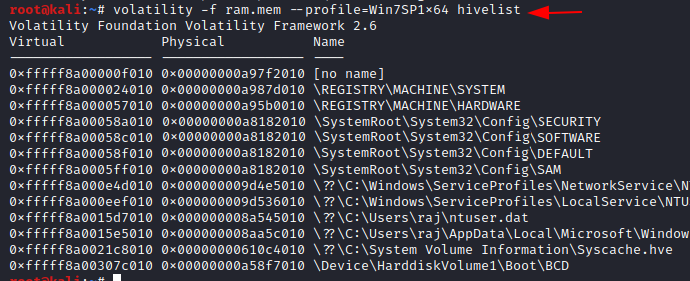 root@kali:~# volatility -f ram.mem --profile=Win7SP1×64 hivelist
Volatility Foundation Volatility Framework 2.6
Virtual Physical Name
------------------ ------------------ ----
0×fffff8a00000f010 0×00000000a97f2010 [no name]
0×fffff8a000024010 0×00000000a987d010 \REGISTRY\MACHINE\SYSTEM
0×fffff8a000057010 0×00000000a95b0010 \REGISTRY\MACHINE\HARDWARE
0×fffff8a00058a010 0×00000000a8182010 \SystemRoot\System32\Config\SECURITY
0×fffff8a00058c010 0×00000000a8182010 \SystemRoot\System32\Config\SOFTWARE
0×fffff8a00058f010 0×00000000a8182010 \SystemRoot\System32\Config\DEFAULT
0×fffff8a0005ff010 0×00000000a8182010 \SystemRoot\System32\Config\SAM
0×fffff8a000e4d010 0×000000009d4e5010 \??\C:\Windows\ServiceProfiles\NetworkService\N
0×fffff8a000eef010 0×000000009d536010 \??\C:\Windows\ServiceProfiles\LocalService\NTU
0×fffff8a0015d7010 0×000000008a545010 \??\C:\Users\raj\ntuser.dat
0×fffff8a0015e5010 0×000000008aa5c010 \??\C:\Users\raj\AppData\Local\Microsoft\Window
0×fffff8a0021c8010 0×00000000610c4010 \??\C:\System Volume Information\Syscache.hve
0×fffff8a00307c010 0×00000000a58f7010 \Device\HarddiskVolume1\Boot\BCD
root@kali:~#